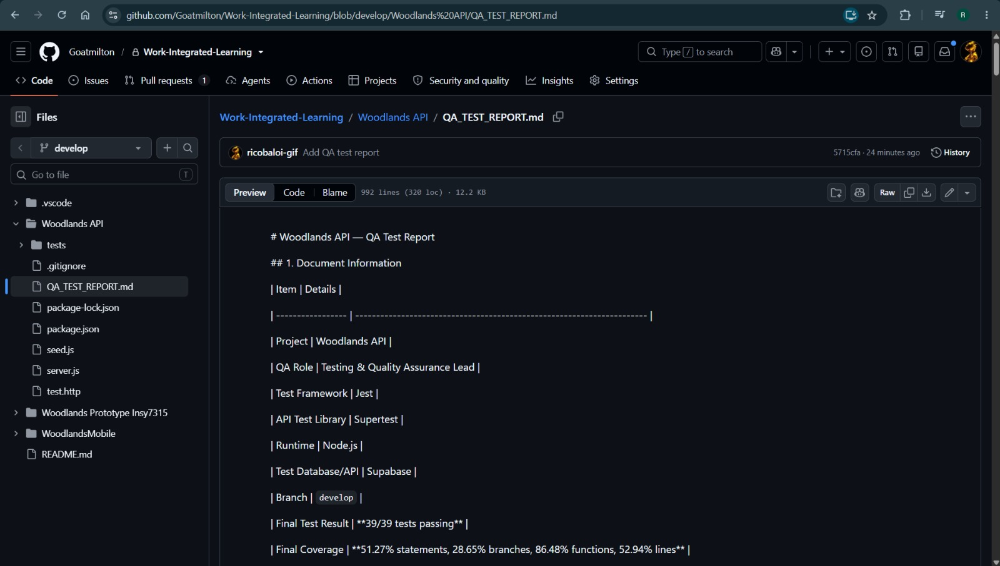 github.com/Goatmilton/Work-Integrated-Learning/blob/develop/Woodlands%20API/QA_TEST_REPORT.md
R
Goatmilton / Work-Integrated-Learning
Type / to search
Code
Issues
Pull requests 1
Agents
Actions
Projects
Security and quality
Insights
Settings
Files
develop
Go to file
T
.vscode
Woodlands API
tests
.gitignore
QA_TEST_REPORT.md
package-lock.json
package.json
seed.js
server.js
test.http
Woodlands Prototype Insy7315
WoodlandsMobile
README.md
Work-Integrated-Learning / Woodlands API / QA_TEST_REPORT.md
ricobaloi-gif Add QA test report
5715cfa · 24 minutes ago
History
Preview
Code
Blame
992 lines (320 loc) · 12.2 KB
Raw
# Woodlands API — QA Test Report
## 1. Document Information
| Item | Details |
| ----------------- | ---------------------------------------------------------------------- |
| Project | Woodlands API |
| QA Role | Testing & Quality Assurance Lead |
| Test Framework | Jest |
| API Test Library | Supertest |
| Runtime | Node.js |
| Test Database/API | Supabase |
| Branch | develop |
| Final Test Result | **39/39 tests passing** |
| Final Coverage | **51.27% statements, 28.65% branches, 86.48% functions, 52.94% lines** |